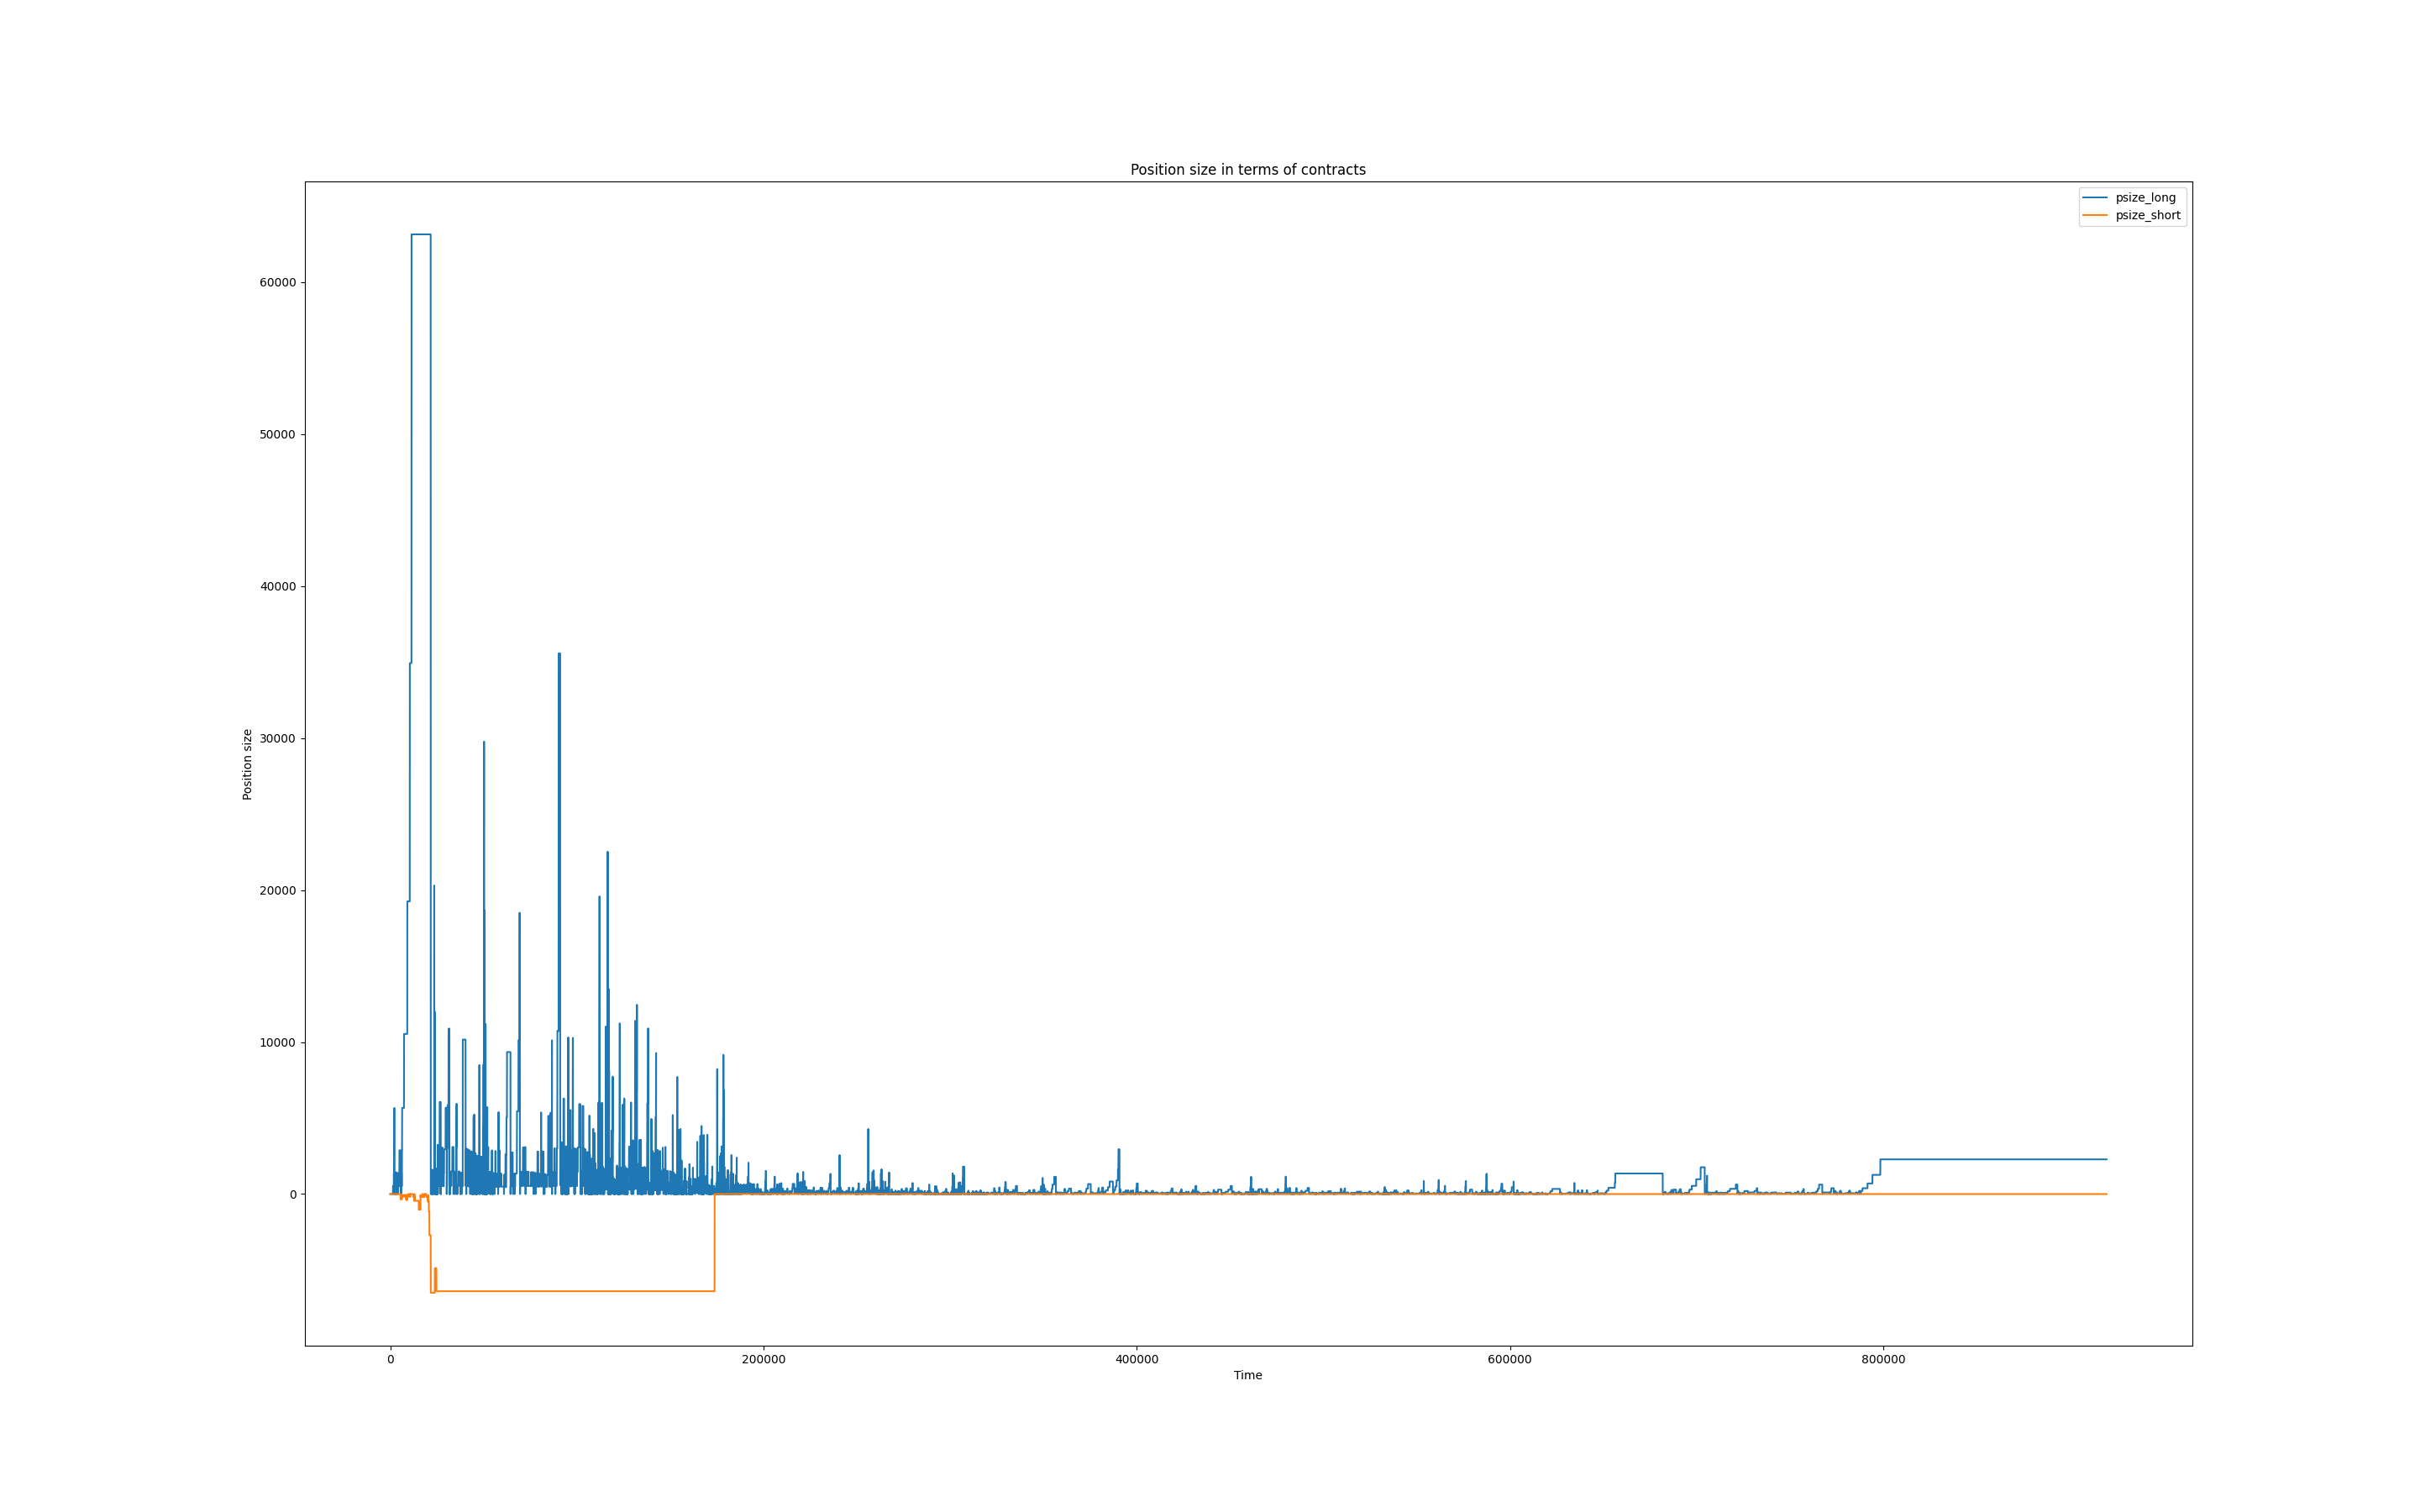 Position size in terms of contracts
psize_long
psize_short
60000
50000
40000
30000
20000
10000
0
Position size
0
200000
400000
600000
800000
Time